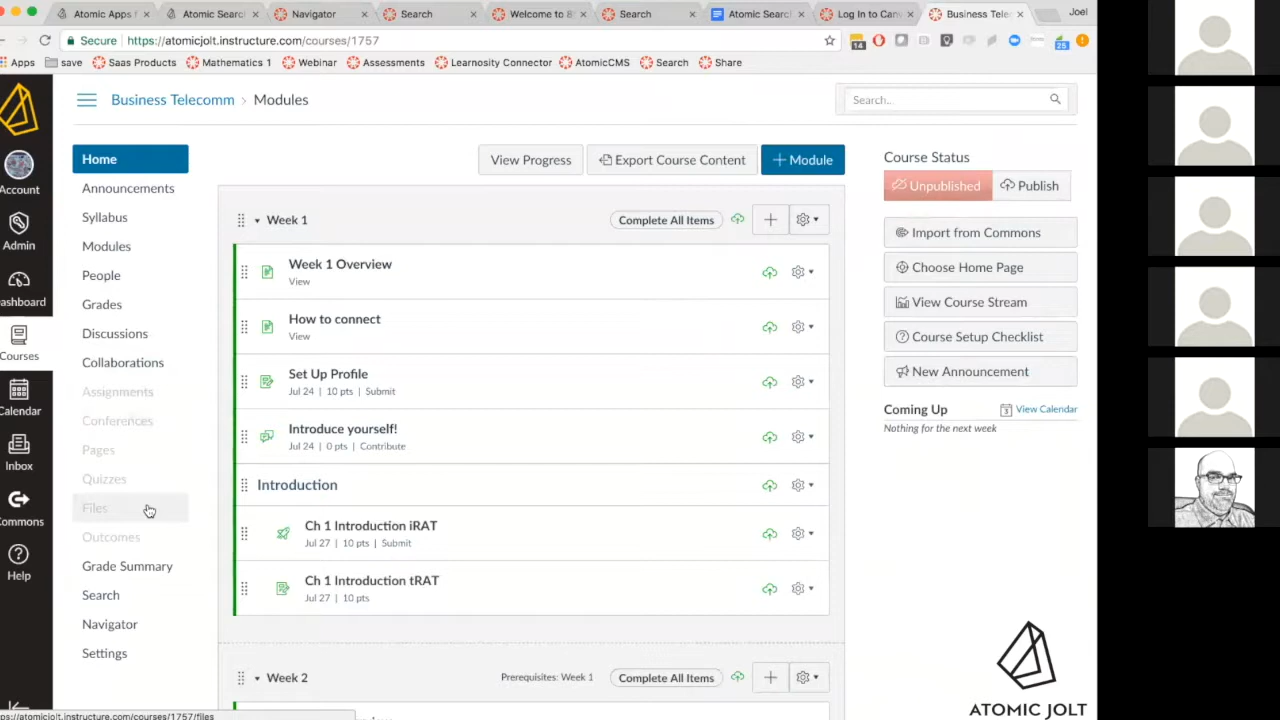 Atomic Apps f
Atomic Search
Navigator
Search
Welcome to 8
Search
Atomic Search
Log In to Can
Business Tele
Joel
Secure
https://atomicjolt.instructure.com/courses/1757
14
25
Apps
save
Saas Products
Mathematics 1
Webinar
Assessments
Learnosity Connector
AtomicCMS
Search
Share
Business Telecomm > Modules
Search..
Account
Admin
ashboard
Courses
Calendar
Inbox
ommons
Help
Home
Announcements
Syllabus
Modules
People
Grades
Discussions
Collaborations
Assignments
Conferences
Pages
Quizzes
Files
Outcomes
Grade Summary
Search
Navigator
Settings
View Progress
Export Course Content
+ Module
Week 1
Complete All Items
Week 1 Overview
View
How to connect
View
Set Up Profile
Jul 24 | 10 pts | Submit
Introduce yourself!
Jul 24 | 0 pts | Contribute
Introduction
Ch 1 Introduction iRAT
Jul 27 | 10 pts | Submit
Ch 1 Introduction tRAT
Jul 27 | 10 pts
Week 2
Prerequisites: Week 1
Complete All Items
Course Status
Unpublished
Publish
Import from Commons
Choose Home Page
View Course Stream
Course Setup Checklist
New Announcement
Coming Up
3
View Calendar
Nothing for the next week
ATOMIC JOLT
ps://atomicjolt.instructure.com/courses/1757/files